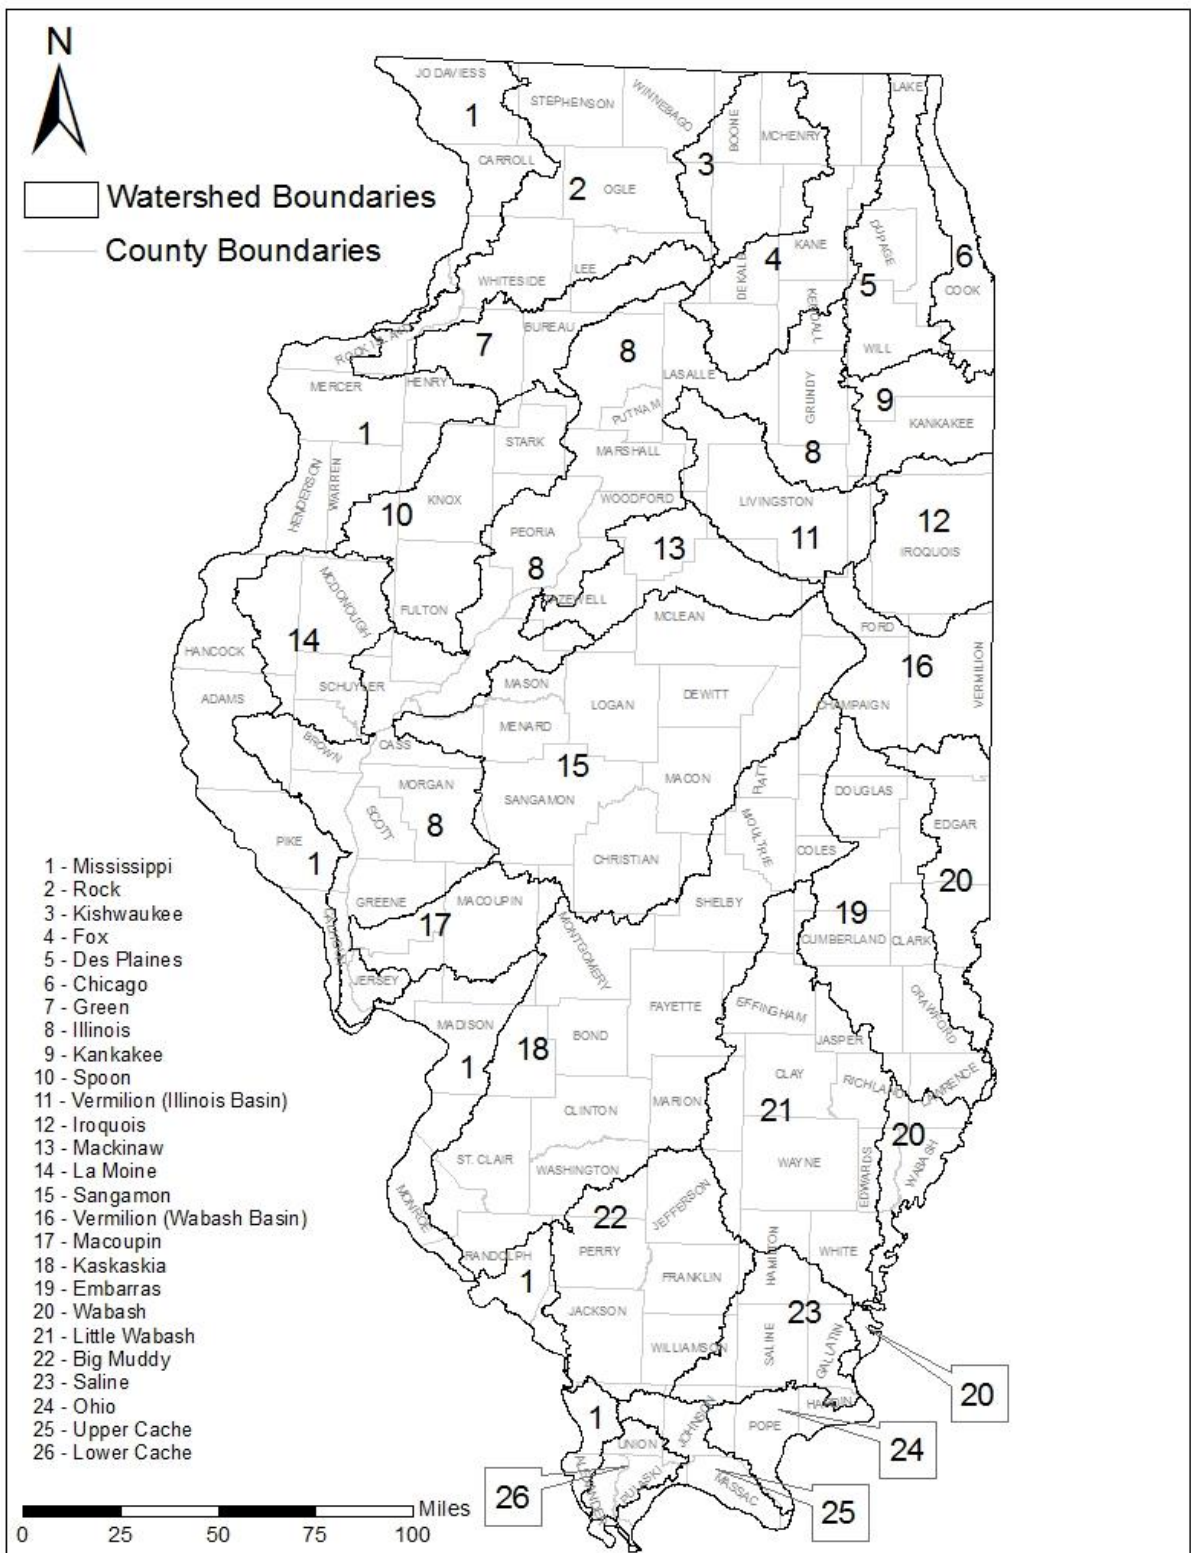 N
Watershed Boundaries
County Boundaries
JO DAVIESS
STEPHENSON
WINNEBAGO
BOONE
MCHENRY
LAKE
1
CARROLL
2
OGLE
3
WHITESIDE
LEE
DEKALB
4
KANE
DUPAGE
5
6
COOK
KENDALL
ROCK ISLAND
7
BUREAU
8
LASALLE
WILL
MERCER
HENRY
PUTNAM
GRUNDY
9
KANKAKEE
1
STARK
MARSHALL
8
HENDERSON
WARREN
KNOX
10
PEORIA
WOODFORD
LIVINGSTON
11
12
IROQUOIS
13
8
TAZEWELL
MCDONOUGH
FULTON
MCLEAN
FORD
14
HANCOCK
16
VERMILION
ADAMS
SCHUYLER
MASON
LOGAN
DEWITT
CHAMPAIGN
MENARD
BROWN
CASS
15
MORGAN
SANGAMON
MACON
PIATT
DOUGLAS
SCOTT
8
MOULTRIE
EDGAR
PIKE
1
CHRISTIAN
COLES
20
GREENE
MACOUPIN
SHELBY
17
19
CALHOUN
MONTGOMERY
CUMBERLAND
CLARK
JERSEY
FAYETTE
EFFINGHAM
CRAWFORD
MADISON
18
BOND
JASPER
1
CLAY
RICHLAND
LAWRENCE
CLINTON
MARION
21
20
ST. CLAIR
WASHINGTON
WAYNE
EDWARDS
WABASH
MONROE
22
JEFFERSON
RANDOLPH
PERRY
HAMILTON
WHITE
1
FRANKLIN
JACKSON
23
WILLIAMSON
SALINE
GALLATIN
20
1
JOHNSON
HARDIN
POPE
UNION
24
ALEXANDER
PULASKI
MASSAC
26
25
1 - Mississippi
2 - Rock
3 - Kishwaukee
4 - Fox
5 - Des Plaines
6 - Chicago
7 - Green
8 - Illinois
9 - Kankakee
10 - Spoon
11 - Vermilion (Illinois Basin)
12 - Iroquois
13 - Mackinaw
14 - La Moine
15 - Sangamon
16 - Vermilion (Wabash Basin)
17 - Macoupin
18 - Kaskaskia
19 - Embarras
20 - Wabash
21 - Little Wabash
22 - Big Muddy
23 - Saline
24 - Ohio
25 - Upper Cache
26 - Lower Cache
Miles
0 25 50 75 100